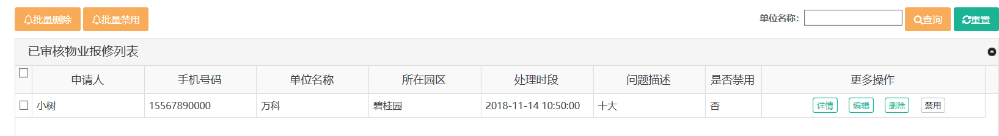 批量删除 批量禁用 单位名称： 查询 重置
已审核物业报修列表
申请人 手机号码 单位名称 所在园区 处理时段 问题描述 是否禁用 更多操作
小树 15567890000 万科 碧桂园 2018-11-14 10:50:00 十大 否 详情 编辑 删除 禁用